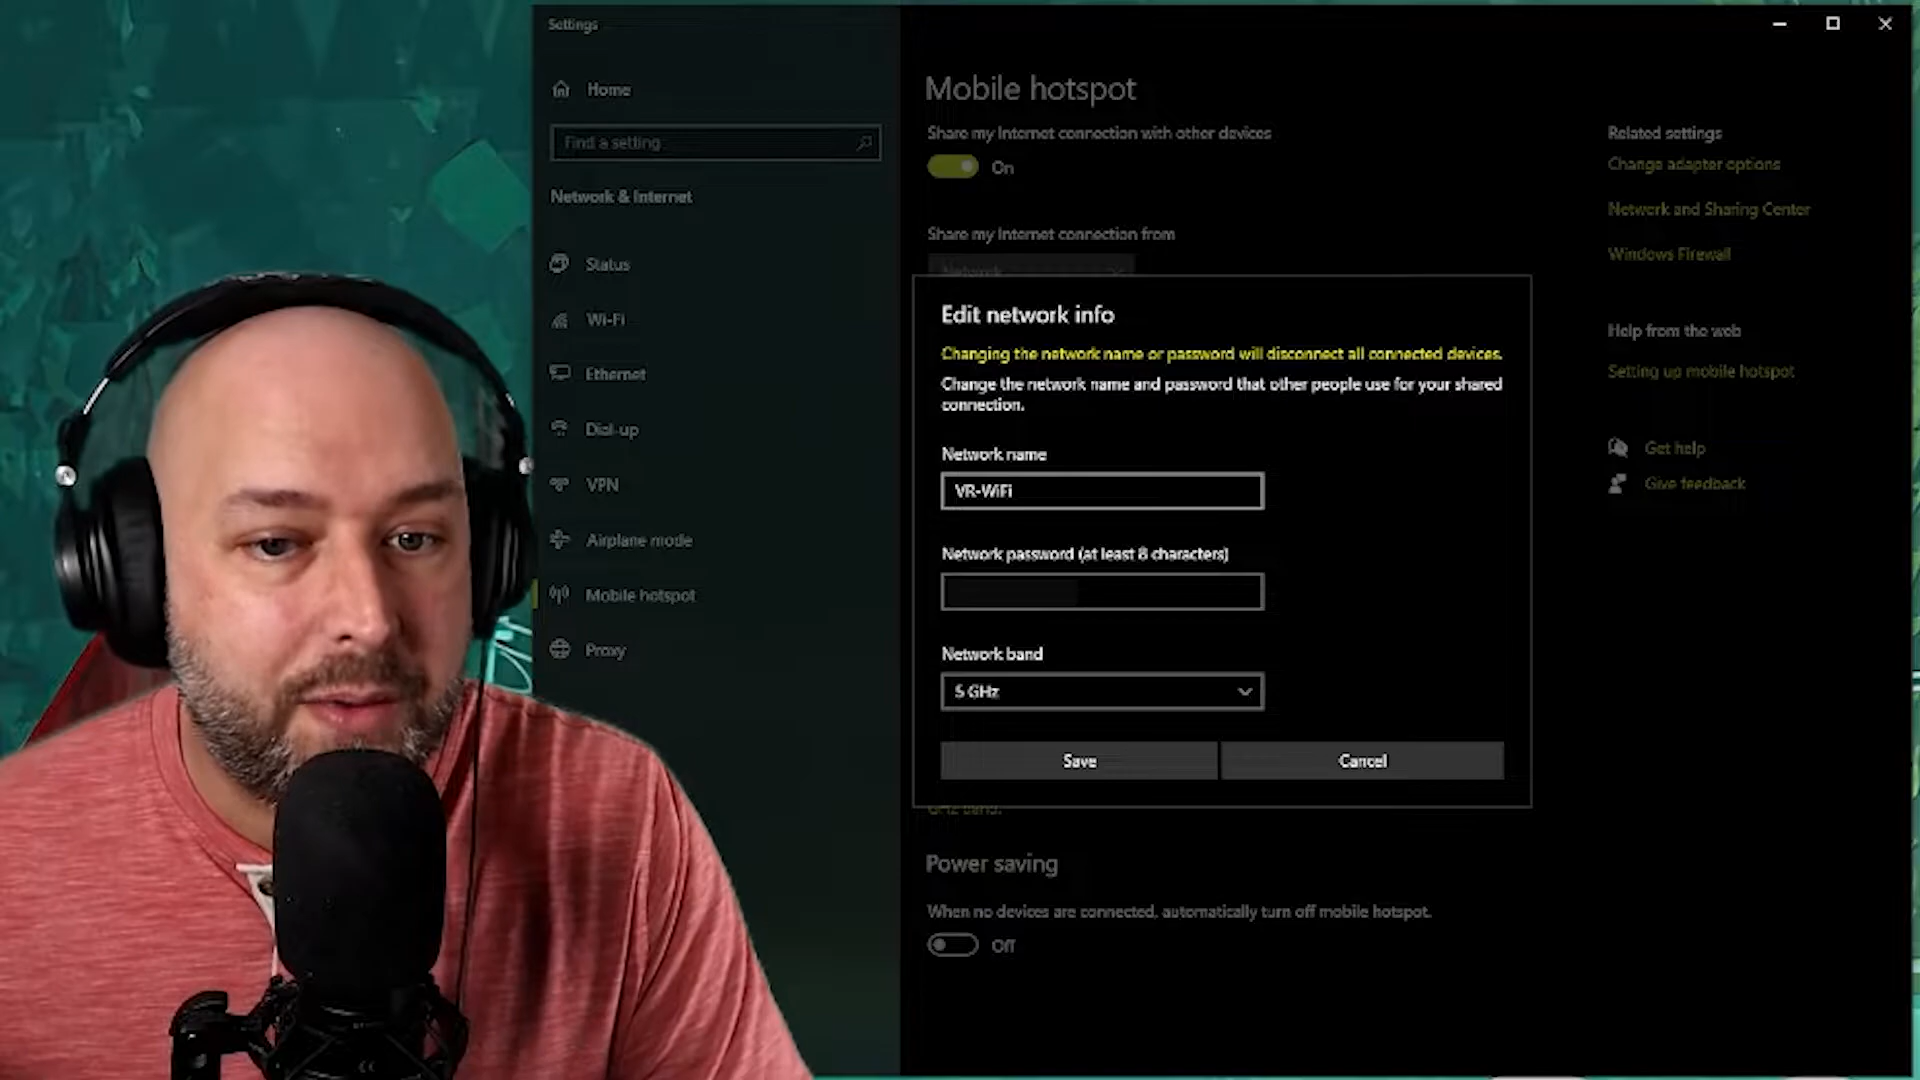 Settings
Home
Find a setting
Network & Internet
Status
Wi-Fi
Ethernet
Dial-up
VPN
Airplane mode
Mobile hotspot
Proxy
Mobile hotspot
Share my Internet connection with other devices
On
Share my Internet connection from
Network
Edit network info
Changing the network name or password will disconnect all connected devices.
Change the network name and password that other people use for your shared
connection.
Network name
VR-WiFi
Network password (at least 8 characters)
Network band
5 GHz
Save
Cancel
GHz band.
Power saving
When no devices are connected, automatically turn off mobile hotspot.
Off
Related settings
Change adapter options
Network and Sharing Center
Windows Firewall
Help from the web
Setting up mobile hotspot
Get help
Give feedback